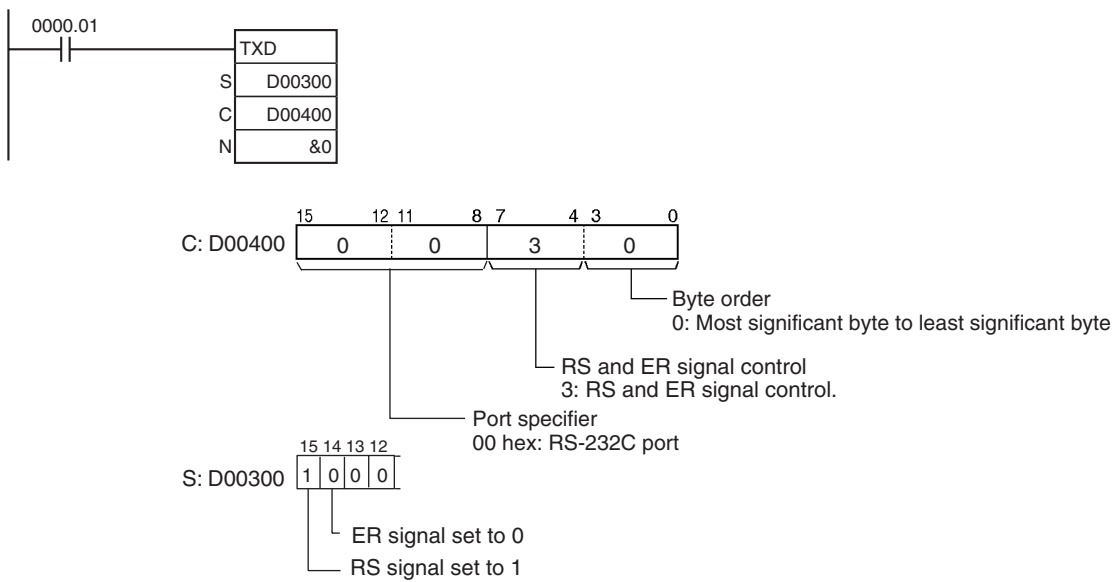 0000.01
TXD
S D00300
C D00400
N &0
15 12 11 8 7 4 3 0
C: D00400 0 0 3 0
Byte order
0: Most significant byte to least significant byte
RS and ER signal control
3: RS and ER signal control.
Port specifier
00 hex: RS-232C port
15 14 13 12
S: D00300 1 0 0 0
ER signal set to 0
RS signal set to 1